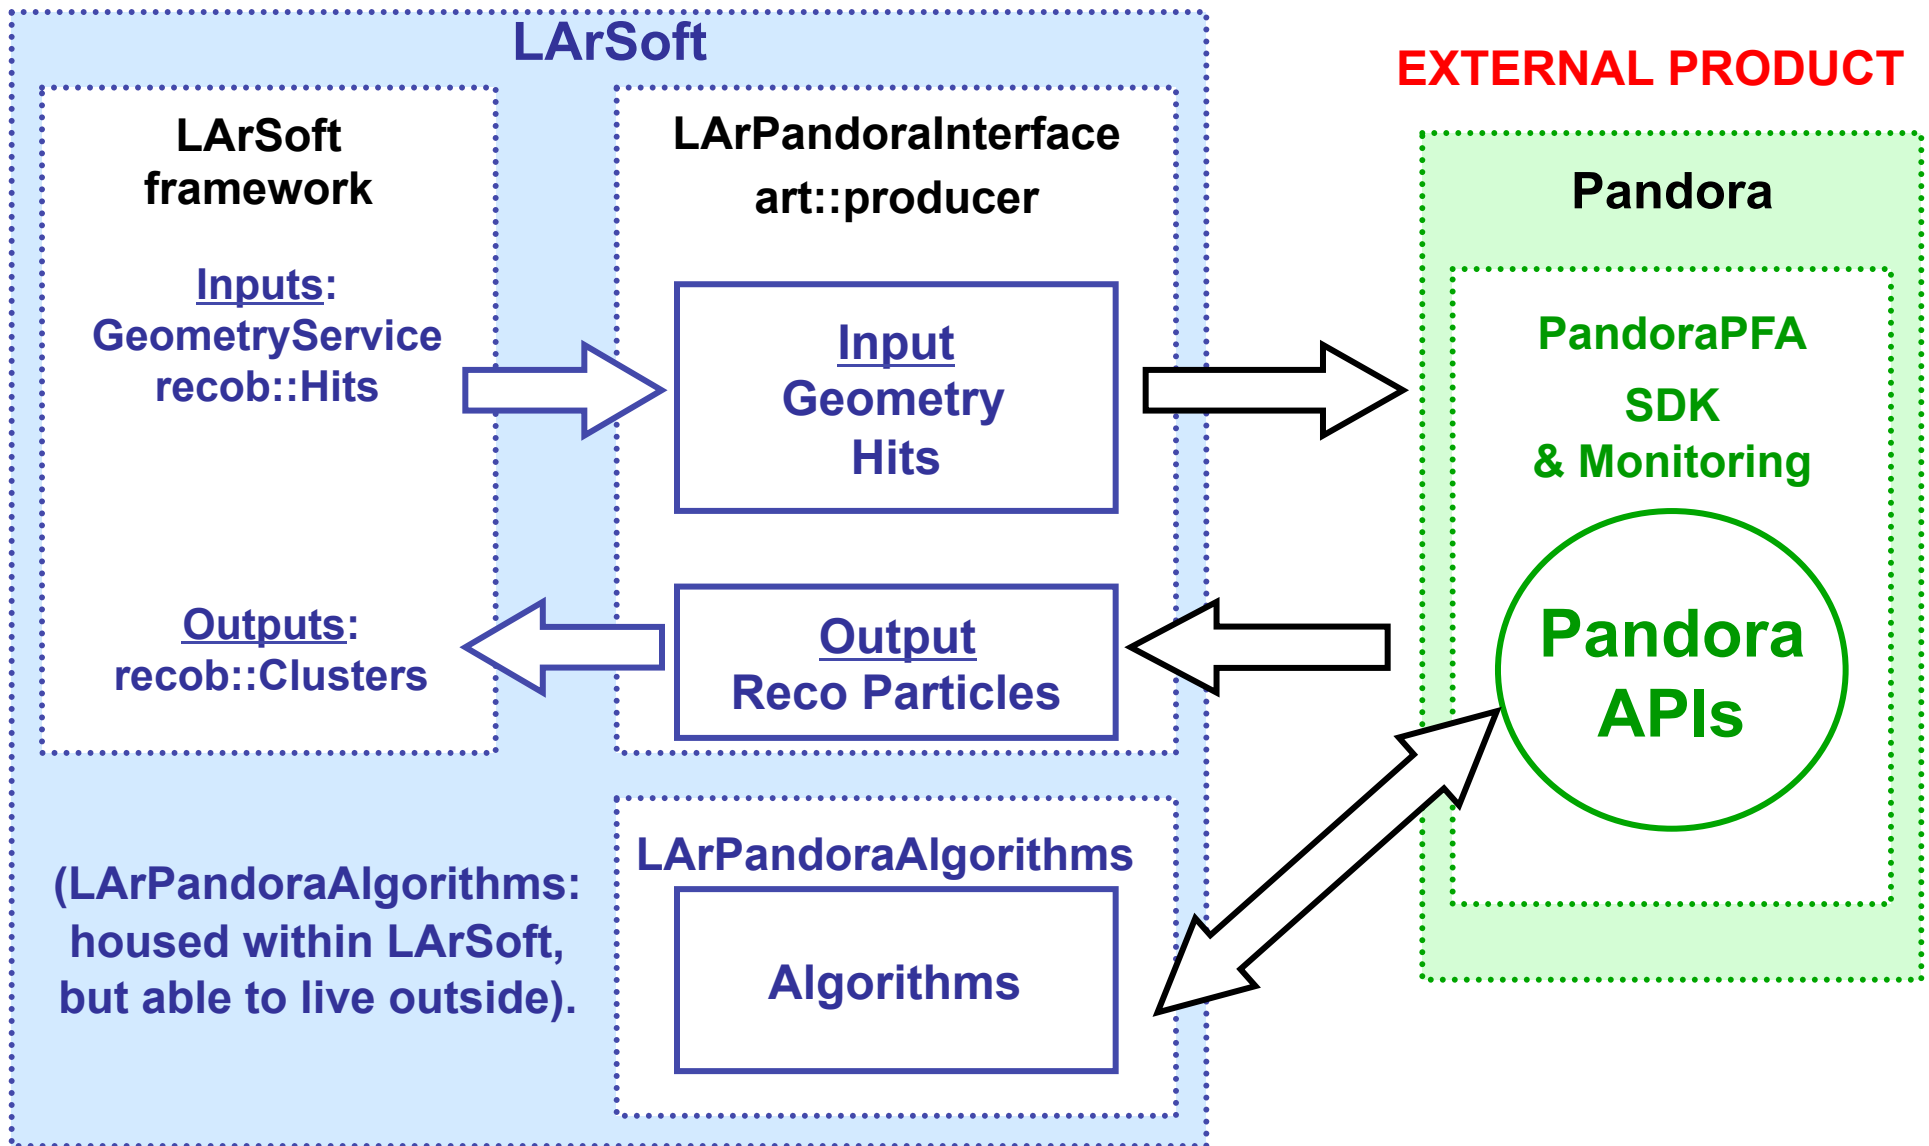 LArSoft
EXTERNAL PRODUCT
LArSoft
framework
Inputs:
GeometryService
recob::Hits
Outputs:
recob::Clusters
LArPandoraInterface
art::producer
Input
Geometry
Hits
Output
Reco Particles
Pandora
PandoraPFA
SDK
& Monitoring
Pandora
APIs
(LArPandoraAlgorithms:
housed within LArSoft,
but able to live outside).
LArPandoraAlgorithms
Algorithms